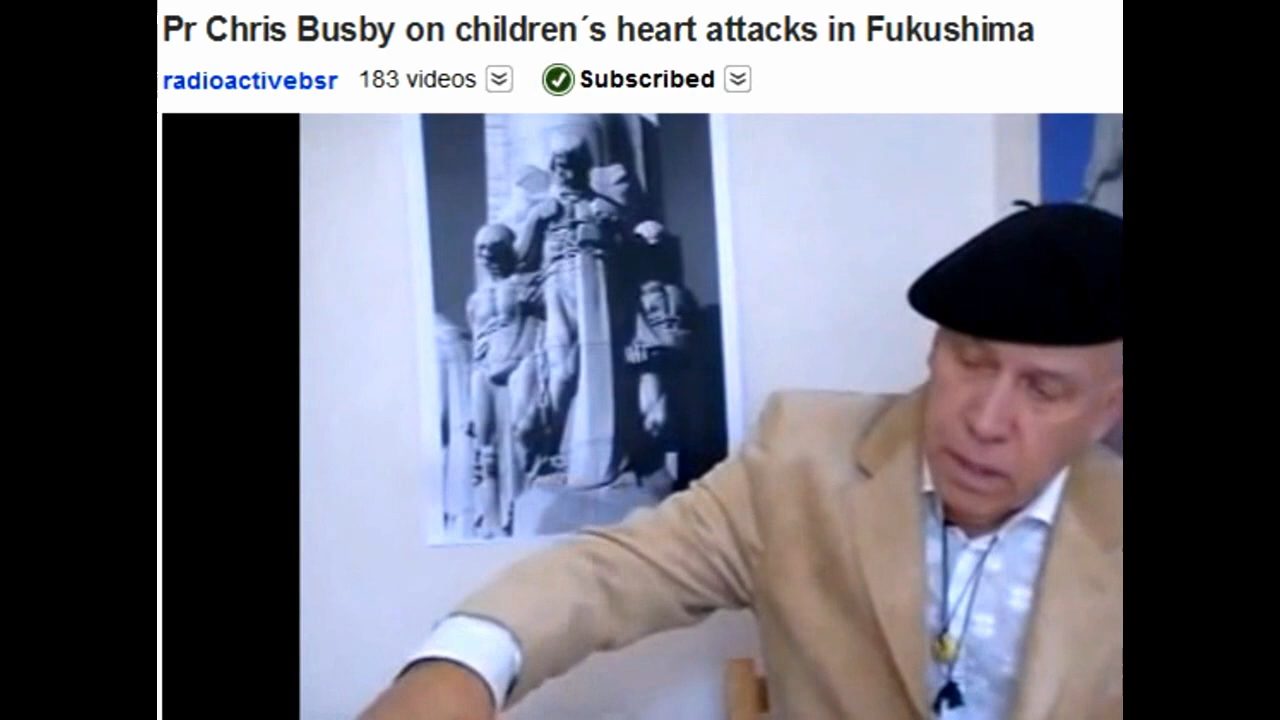 Pr Chris Busby on children´s heart attacks in Fukushima
radioactivebsr 183 videos Subscribed